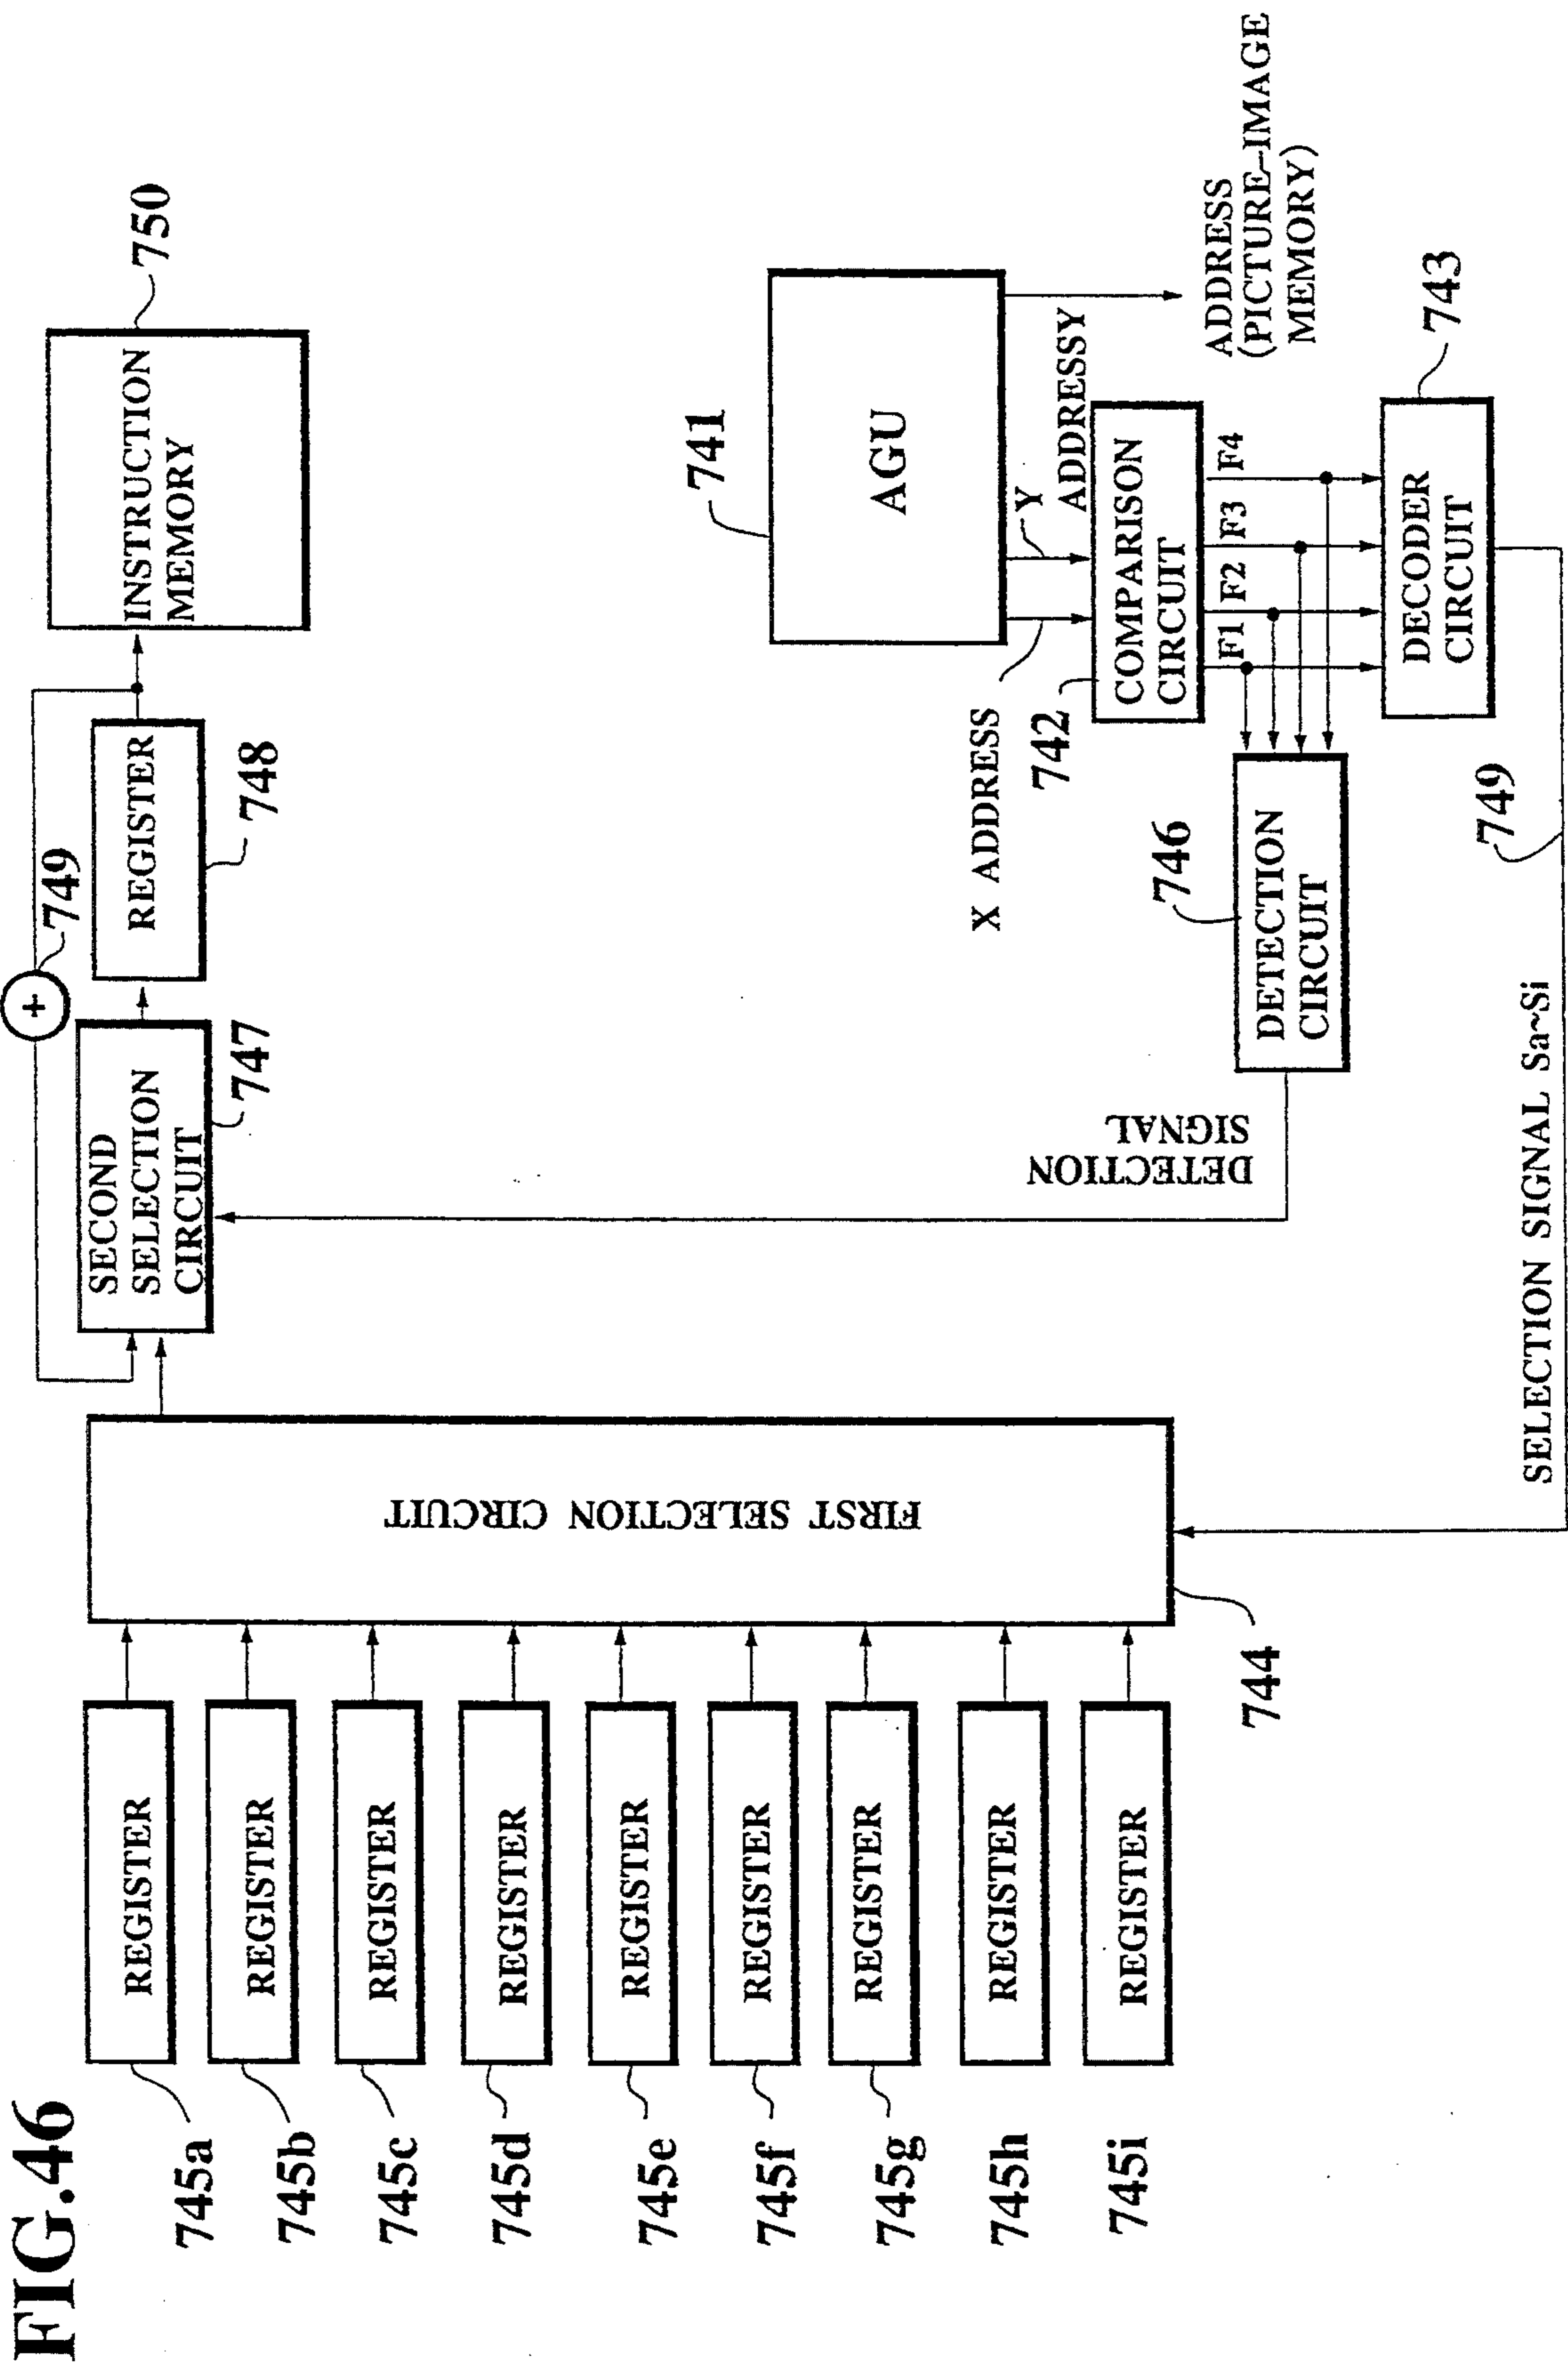 FIG.46
745a
REGISTER
745b
REGISTER
745c
REGISTER
745d
REGISTER
745e
REGISTER
745f
REGISTER
745g
REGISTER
745h
REGISTER
745i
REGISTER
FIRST SELECTION CIRCUIT
744
SECOND
SELECTION
CIRCUIT
747
+
749
REGISTER
748
INSTRUCTION
MEMORY
750
741
AGU
X ADDRESS
Y
ADDRESSY
ADDRESS
(PICTURE-IMAGE
MEMORY)
742
COMPARISON
CIRCUIT
F1
F2
F3
F4
746
DETECTION
CIRCUIT
DETECTION
SIGNAL
DECODER
CIRCUIT
743
749
SELECTION SIGNAL Sa~Si